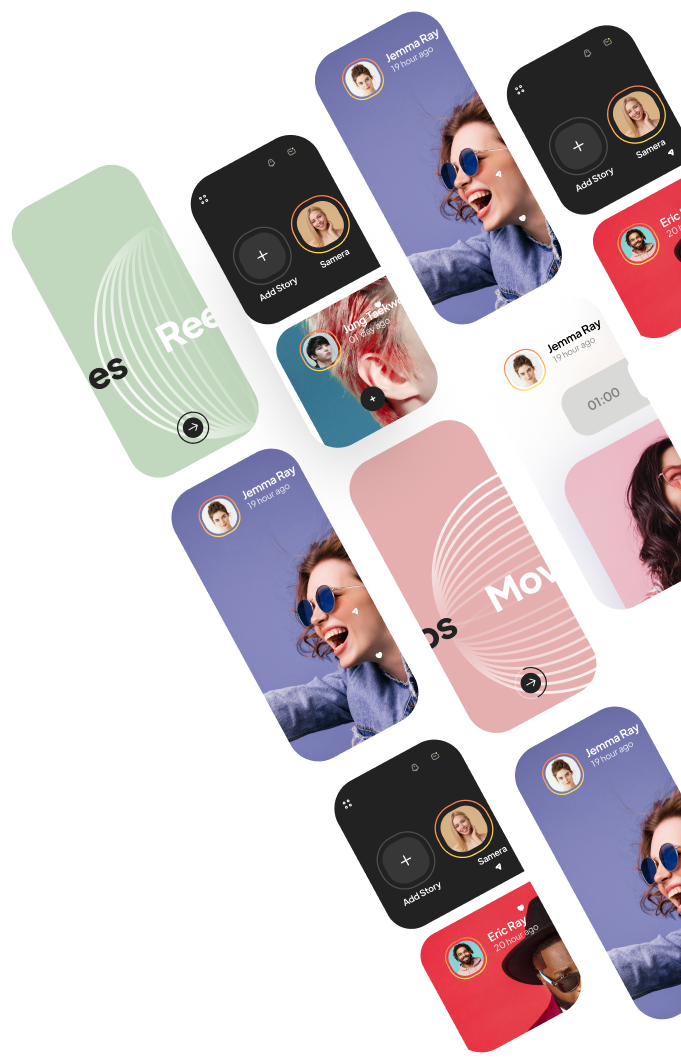 Jemma Ray
19 hour ago
Add Story
Samera
Add Story
Samera
Eric
20
Jung Taekwo
01 day ago
Ree
es
Jemma Ray
19 hour ago
01:00
Jemma Ray
19 hour ago
Mov
os
Jemma Ray
19 hour ago
Add Story
Samera
Eric Ray
20 hour ago